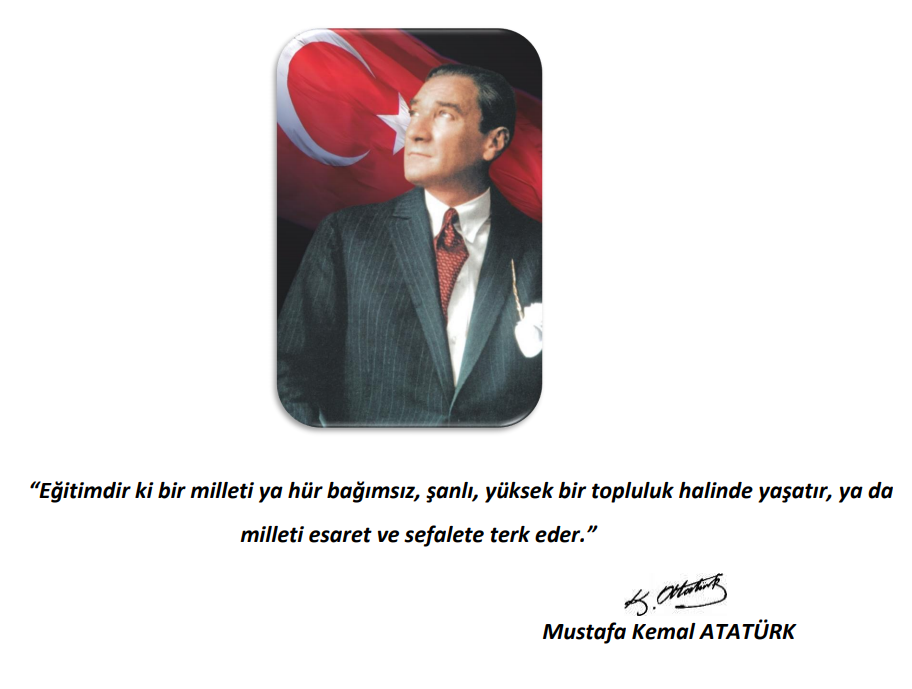 “Eğitimdir ki bir milleti ya hür bağımsız, şanlı, yüksek bir topluluk halinde yaşatır, ya da
milleti esaret ve sefalete terk eder.”
K. Atatürk
Mustafa Kemal ATATÜRK